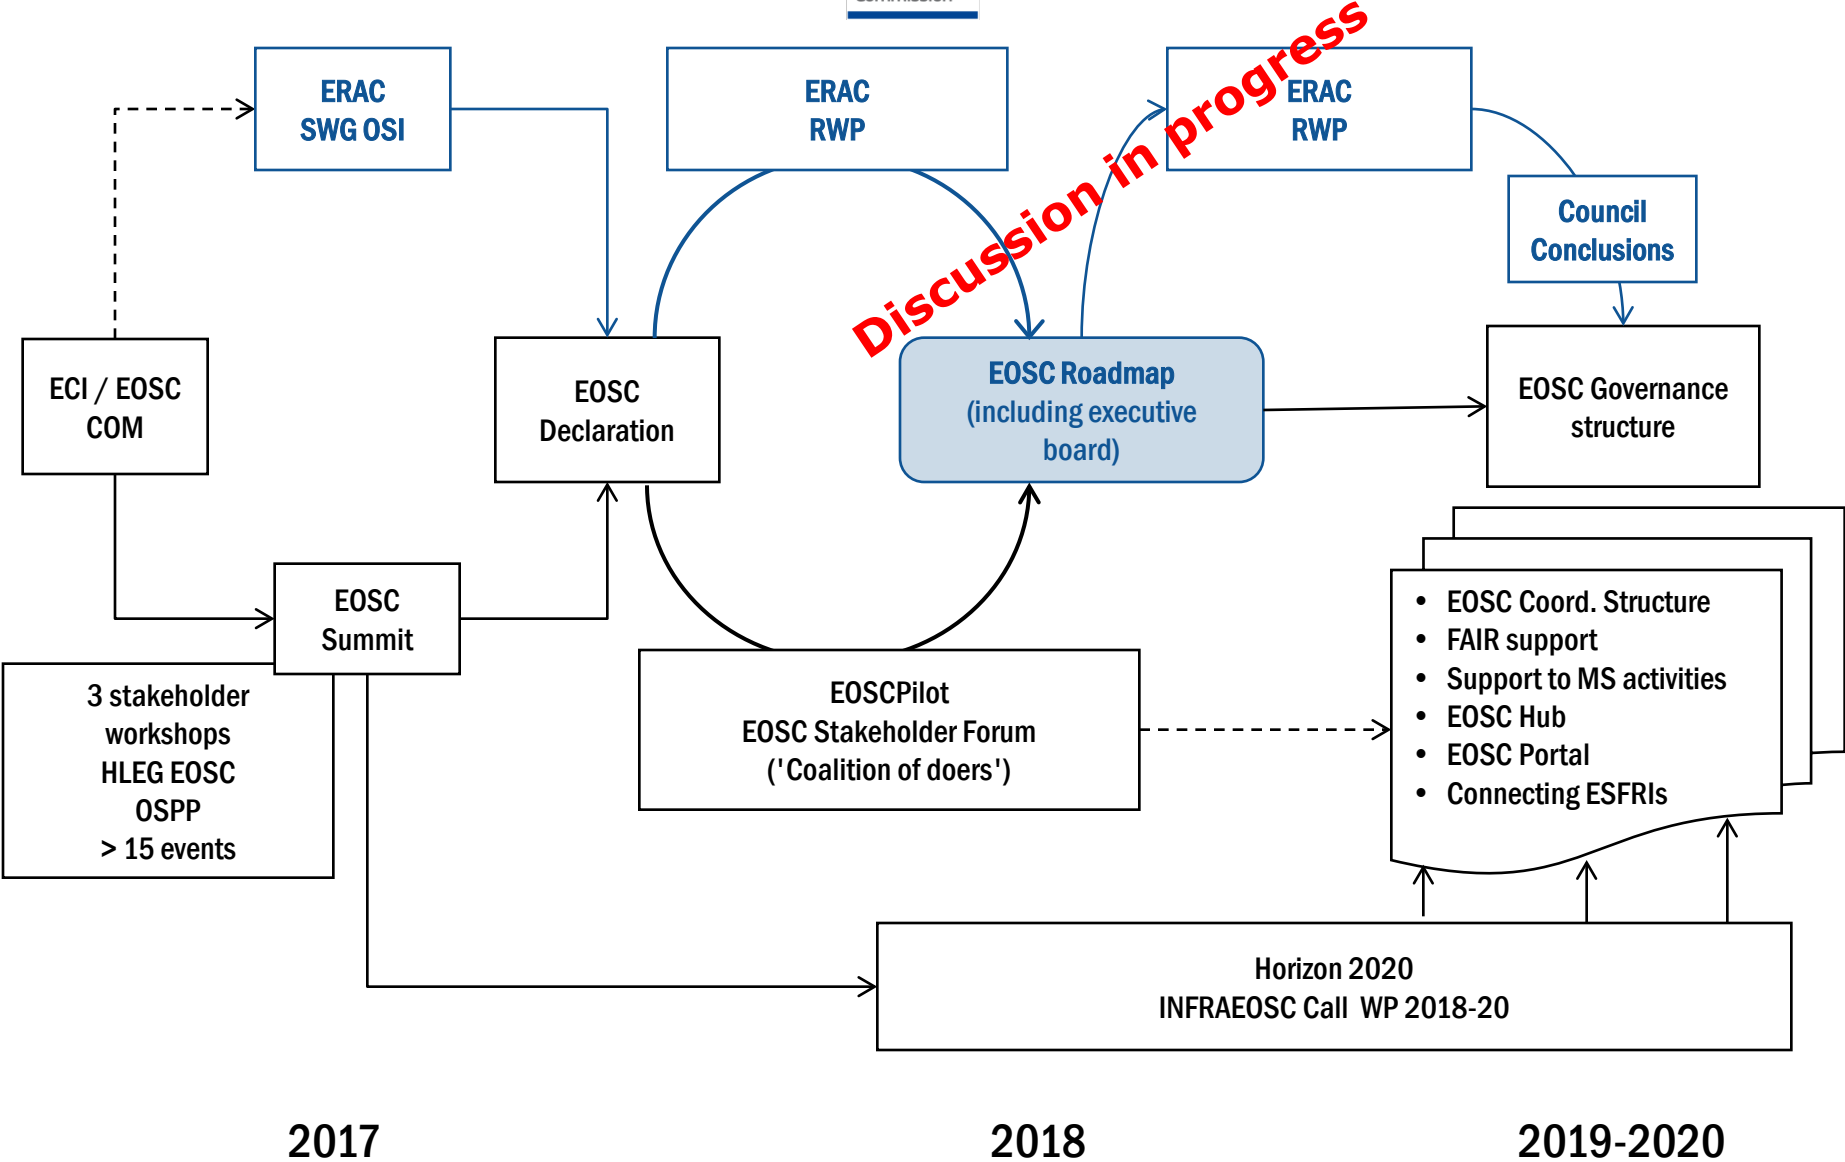 ERAC
SWG OSI
ERAC
RWP
ERAC
RWP
Discussion in progress
Council
Conclusions
ECI / EOSC
COM
EOSC
Declaration
EOSC Roadmap
(including executive
board)
EOSC Governance
structure
EOSC
Summit
3 stakeholder
workshops
HLEG EOSC
OSPP
> 15 events
EOSCPilot
EOSC Stakeholder Forum
('Coalition of doers')
• EOSC Coord. Structure
• FAIR support
• Support to MS activities
• EOSC Hub
• EOSC Portal
• Connecting ESFRIs
Horizon 2020
INFRAEOSC Call WP 2018-20
2017
2018
2019-2020